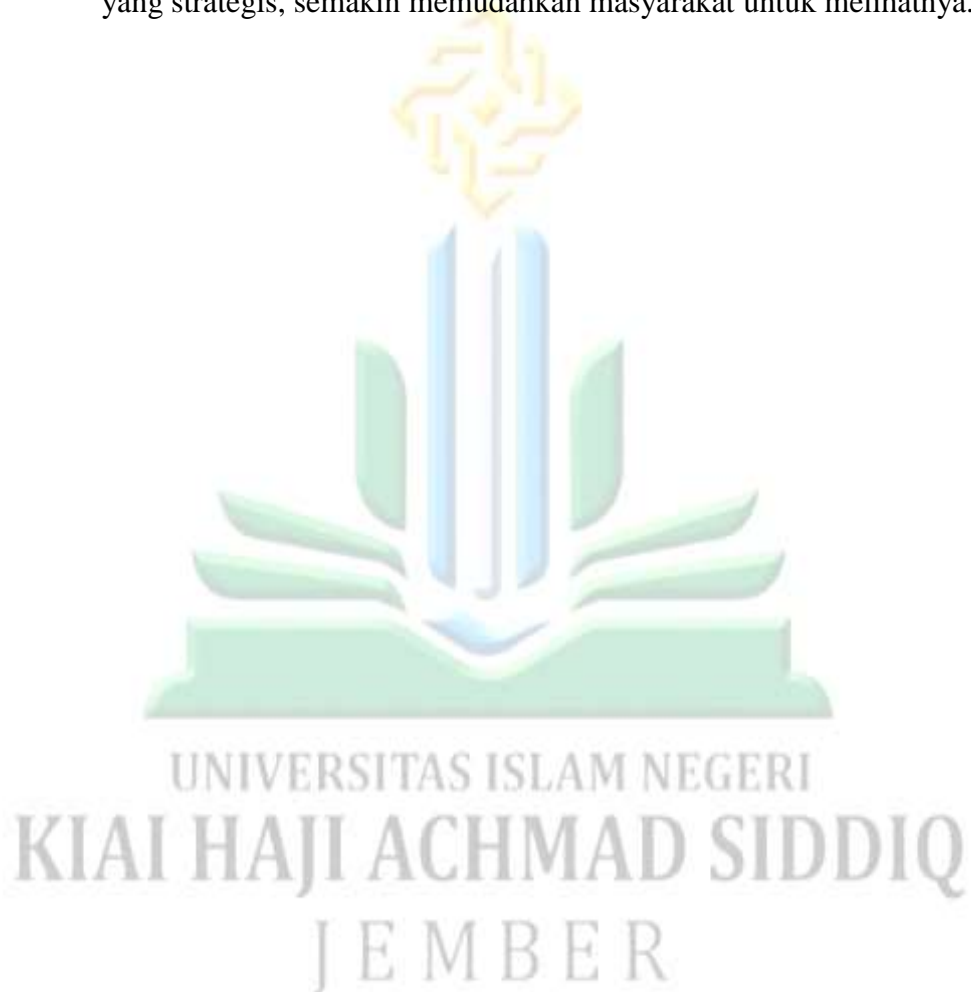 yang strategis, semakin memudahkan masyarakat untuk melihatnya.
UNIVERSITAS ISLAM NEGERI
KIAI HAJI ACHMAD SIDDIQ
JEMBER